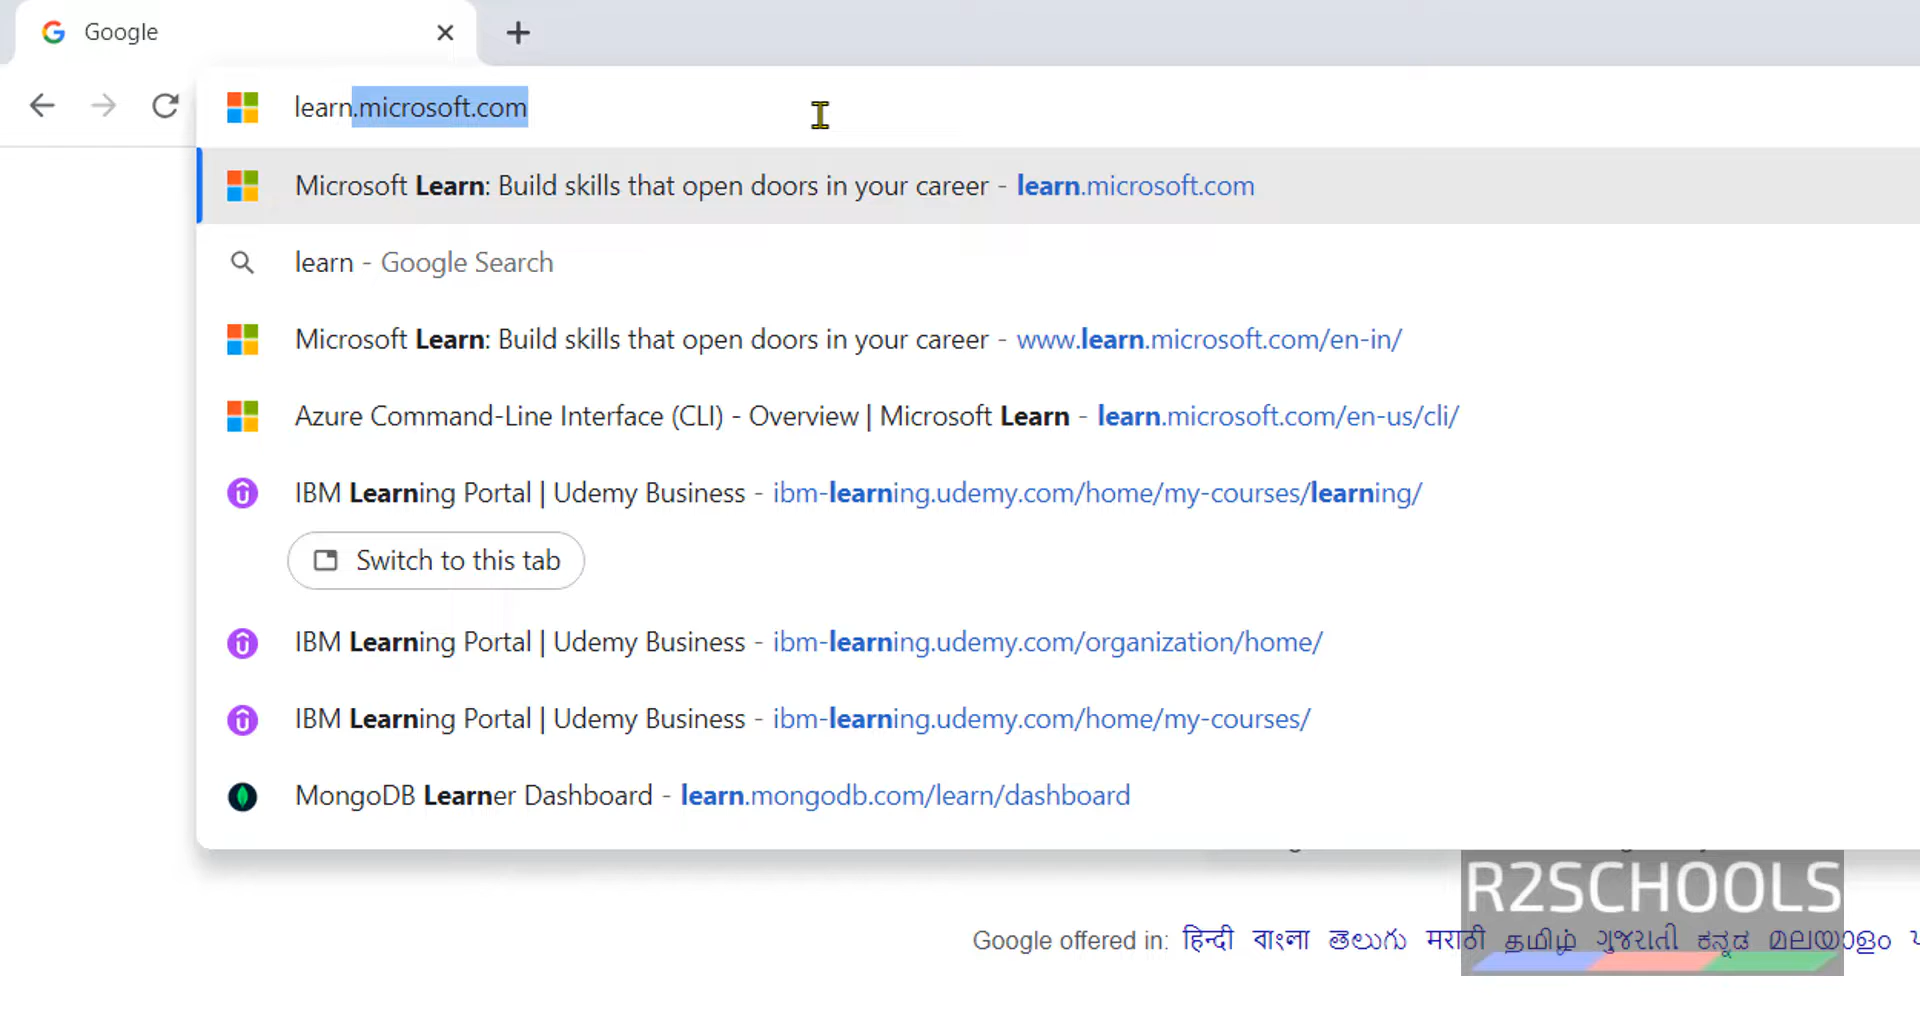 Google
learn.microsoft.com
Microsoft Learn: Build skills that open doors in your career - learn.microsoft.com
learn - Google Search
Microsoft Learn: Build skills that open doors in your career - www.learn.microsoft.com/en-in/
Azure Command-Line Interface (CLI) - Overview | Microsoft Learn - learn.microsoft.com/en-us/cli/
IBM Learning Portal | Udemy Business - ibm-learning.udemy.com/home/my-courses/learning/
Switch to this tab
IBM Learning Portal | Udemy Business - ibm-learning.udemy.com/organization/home/
IBM Learning Portal | Udemy Business - ibm-learning.udemy.com/home/my-courses/
MongoDB Learner Dashboard - learn.mongodb.com/learn/dashboard
R2SCHOOLS
Google offered in: हिन्दी বাংলা తెలుగు मराठी தமிழ் ગુજરાતી ಕನ್ನಡ മലയാളം